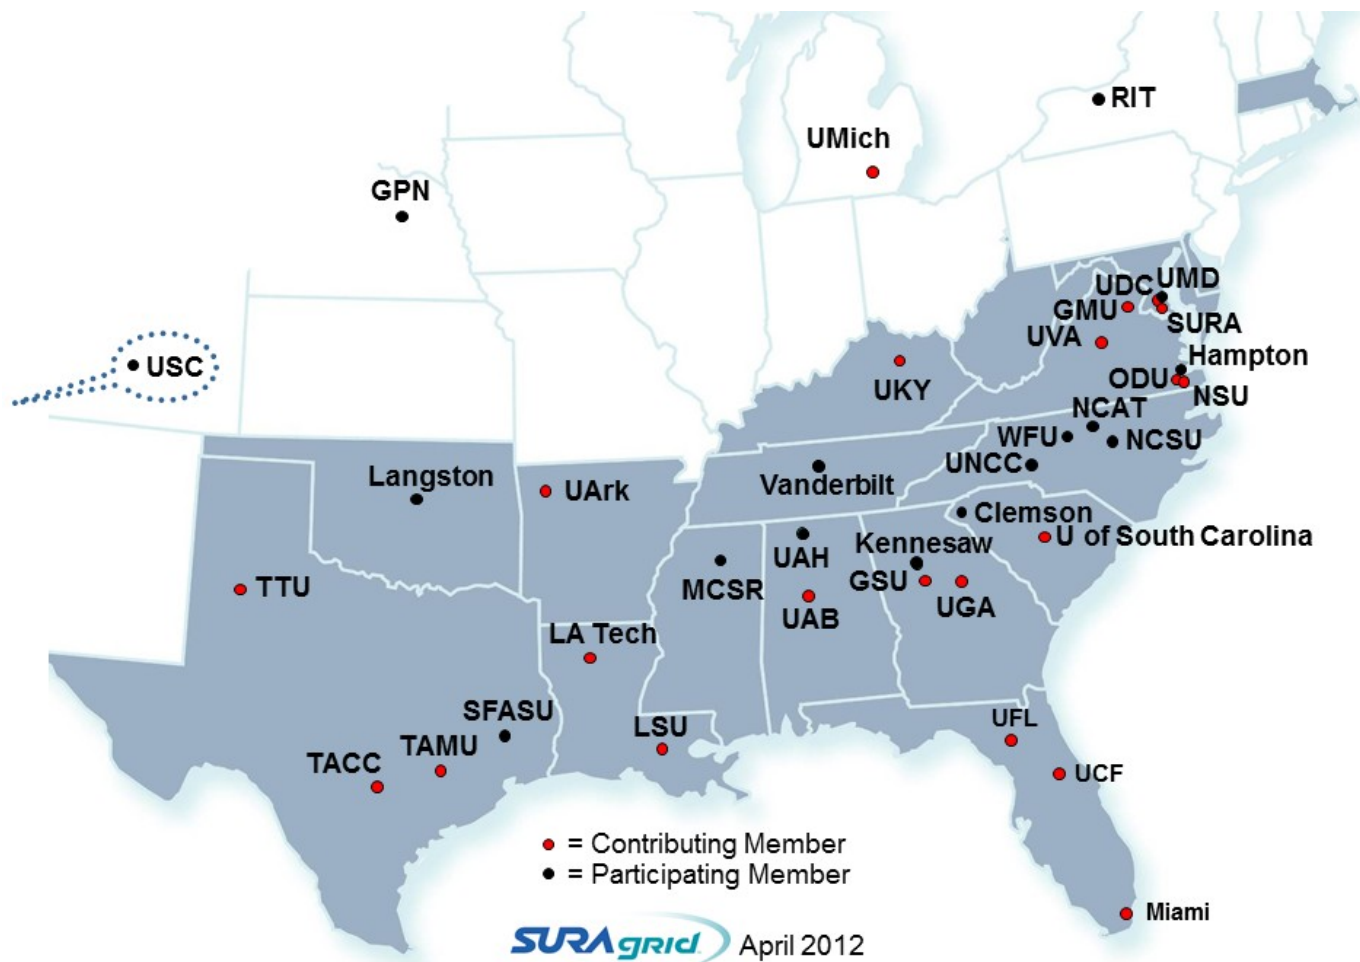 RIT
UMich
GPN
UDC
UMD
GMU
SURA
UVA
USC
Hampton
UKY
ODU
NSU
NCAT
WFU
NCSU
UNCC
Langston
UArk
Vanderbilt
Clemson
U of South Carolina
UAH
Kennesaw
MCSR
GSU
TTU
UGA
UAB
LA Tech
SFASU
LSU
UFL
TACC
TAMU
UCF
= Contributing Member
= Participating Member
Miami
SURAgrid April 2012